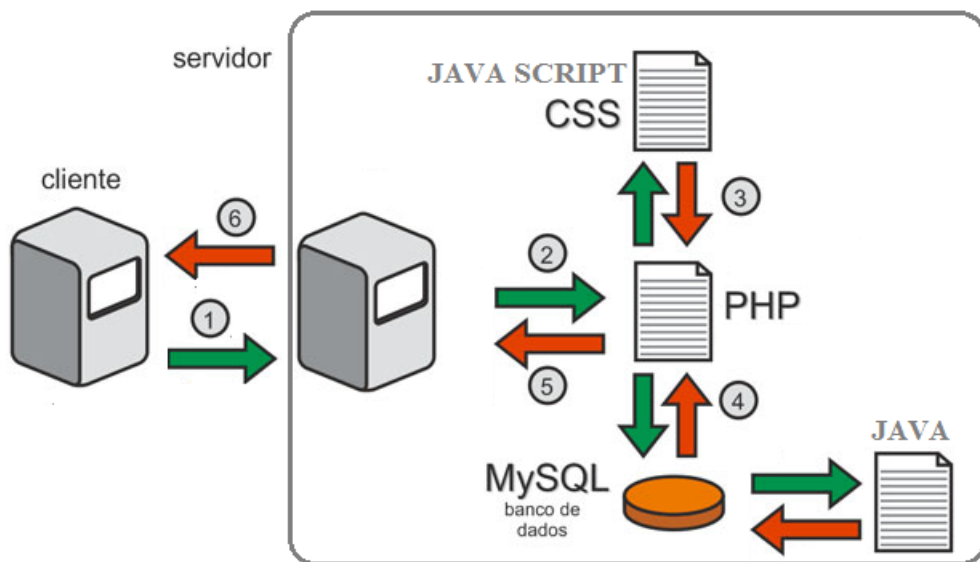 servidor
JAVA SCRIPT
CSS
cliente
6
3
2
1
PHP
5
4
JAVA
MySQL
banco de
dados